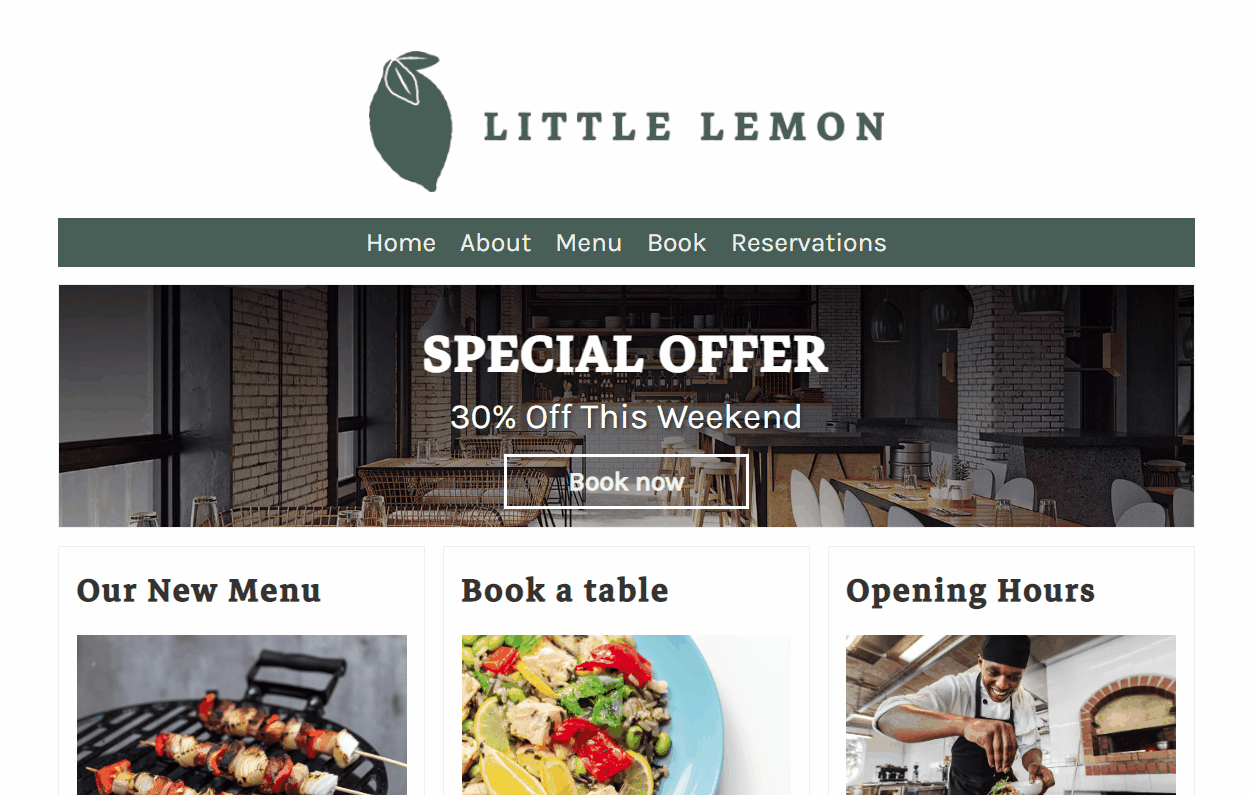 LITTLE LEMON
Home About Menu Book Reservations
SPECIAL OFFER
30% Off This Weekend
Book now
Our New Menu
Book a table
Opening Hours